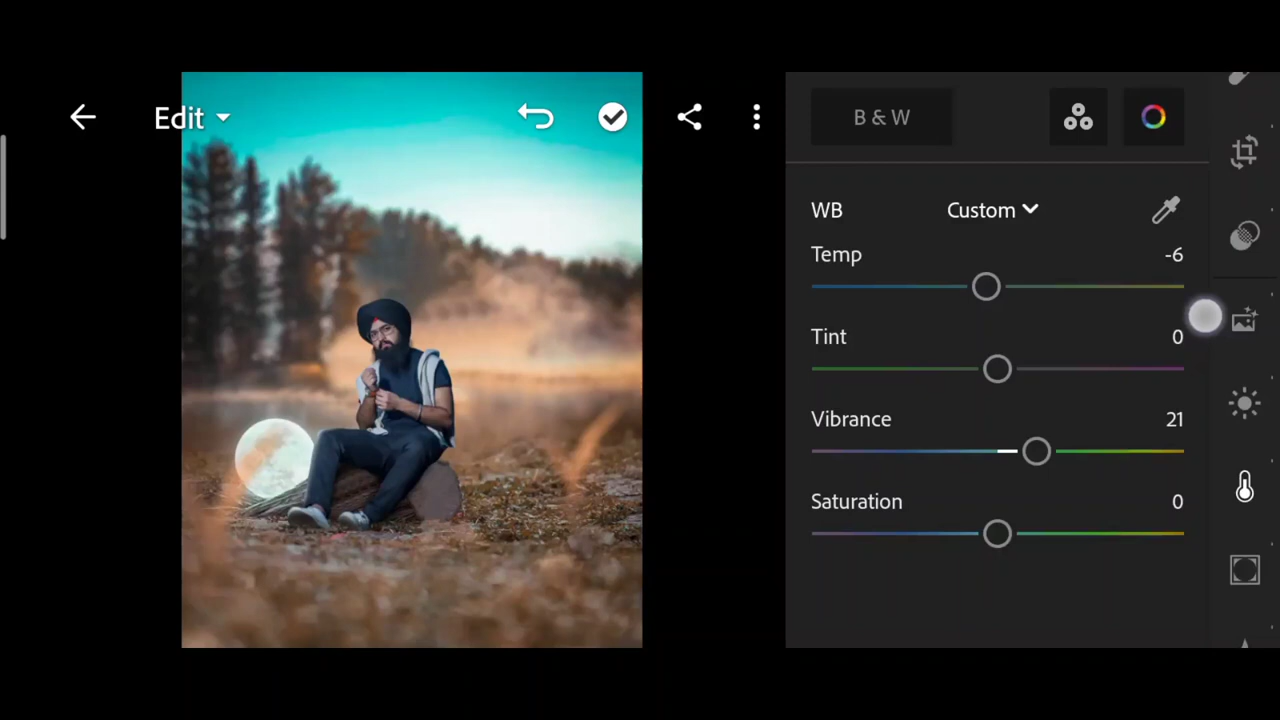 Edit
B & W
WB Custom
Temp -6
Tint 0
Vibrance 21
Saturation 0